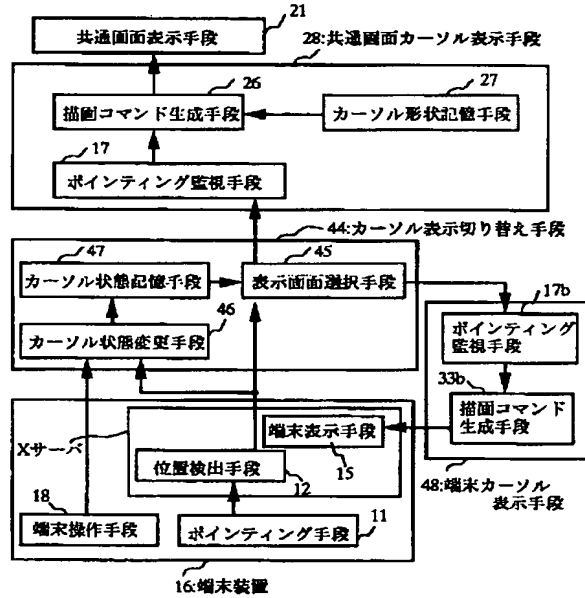 21
共通画面表示手段
28:共通画面カーソル表示手段
26
27
描画コマンド生成手段
カーソル形状記憶手段
17
ポインティング監視手段
44:カーソル表示切り替え手段
47
45
カーソル状態記憶手段
表示画面選択手段
46
17b
カーソル状態変更手段
ポインティング
監視手段
33b
描画コマンド
生成手段
端末表示手段
Xサーバ
位置検出手段
12
15
48:端末カーソル
表示手段
18
端末操作手段
ポインティング手段
11
16:端末装置